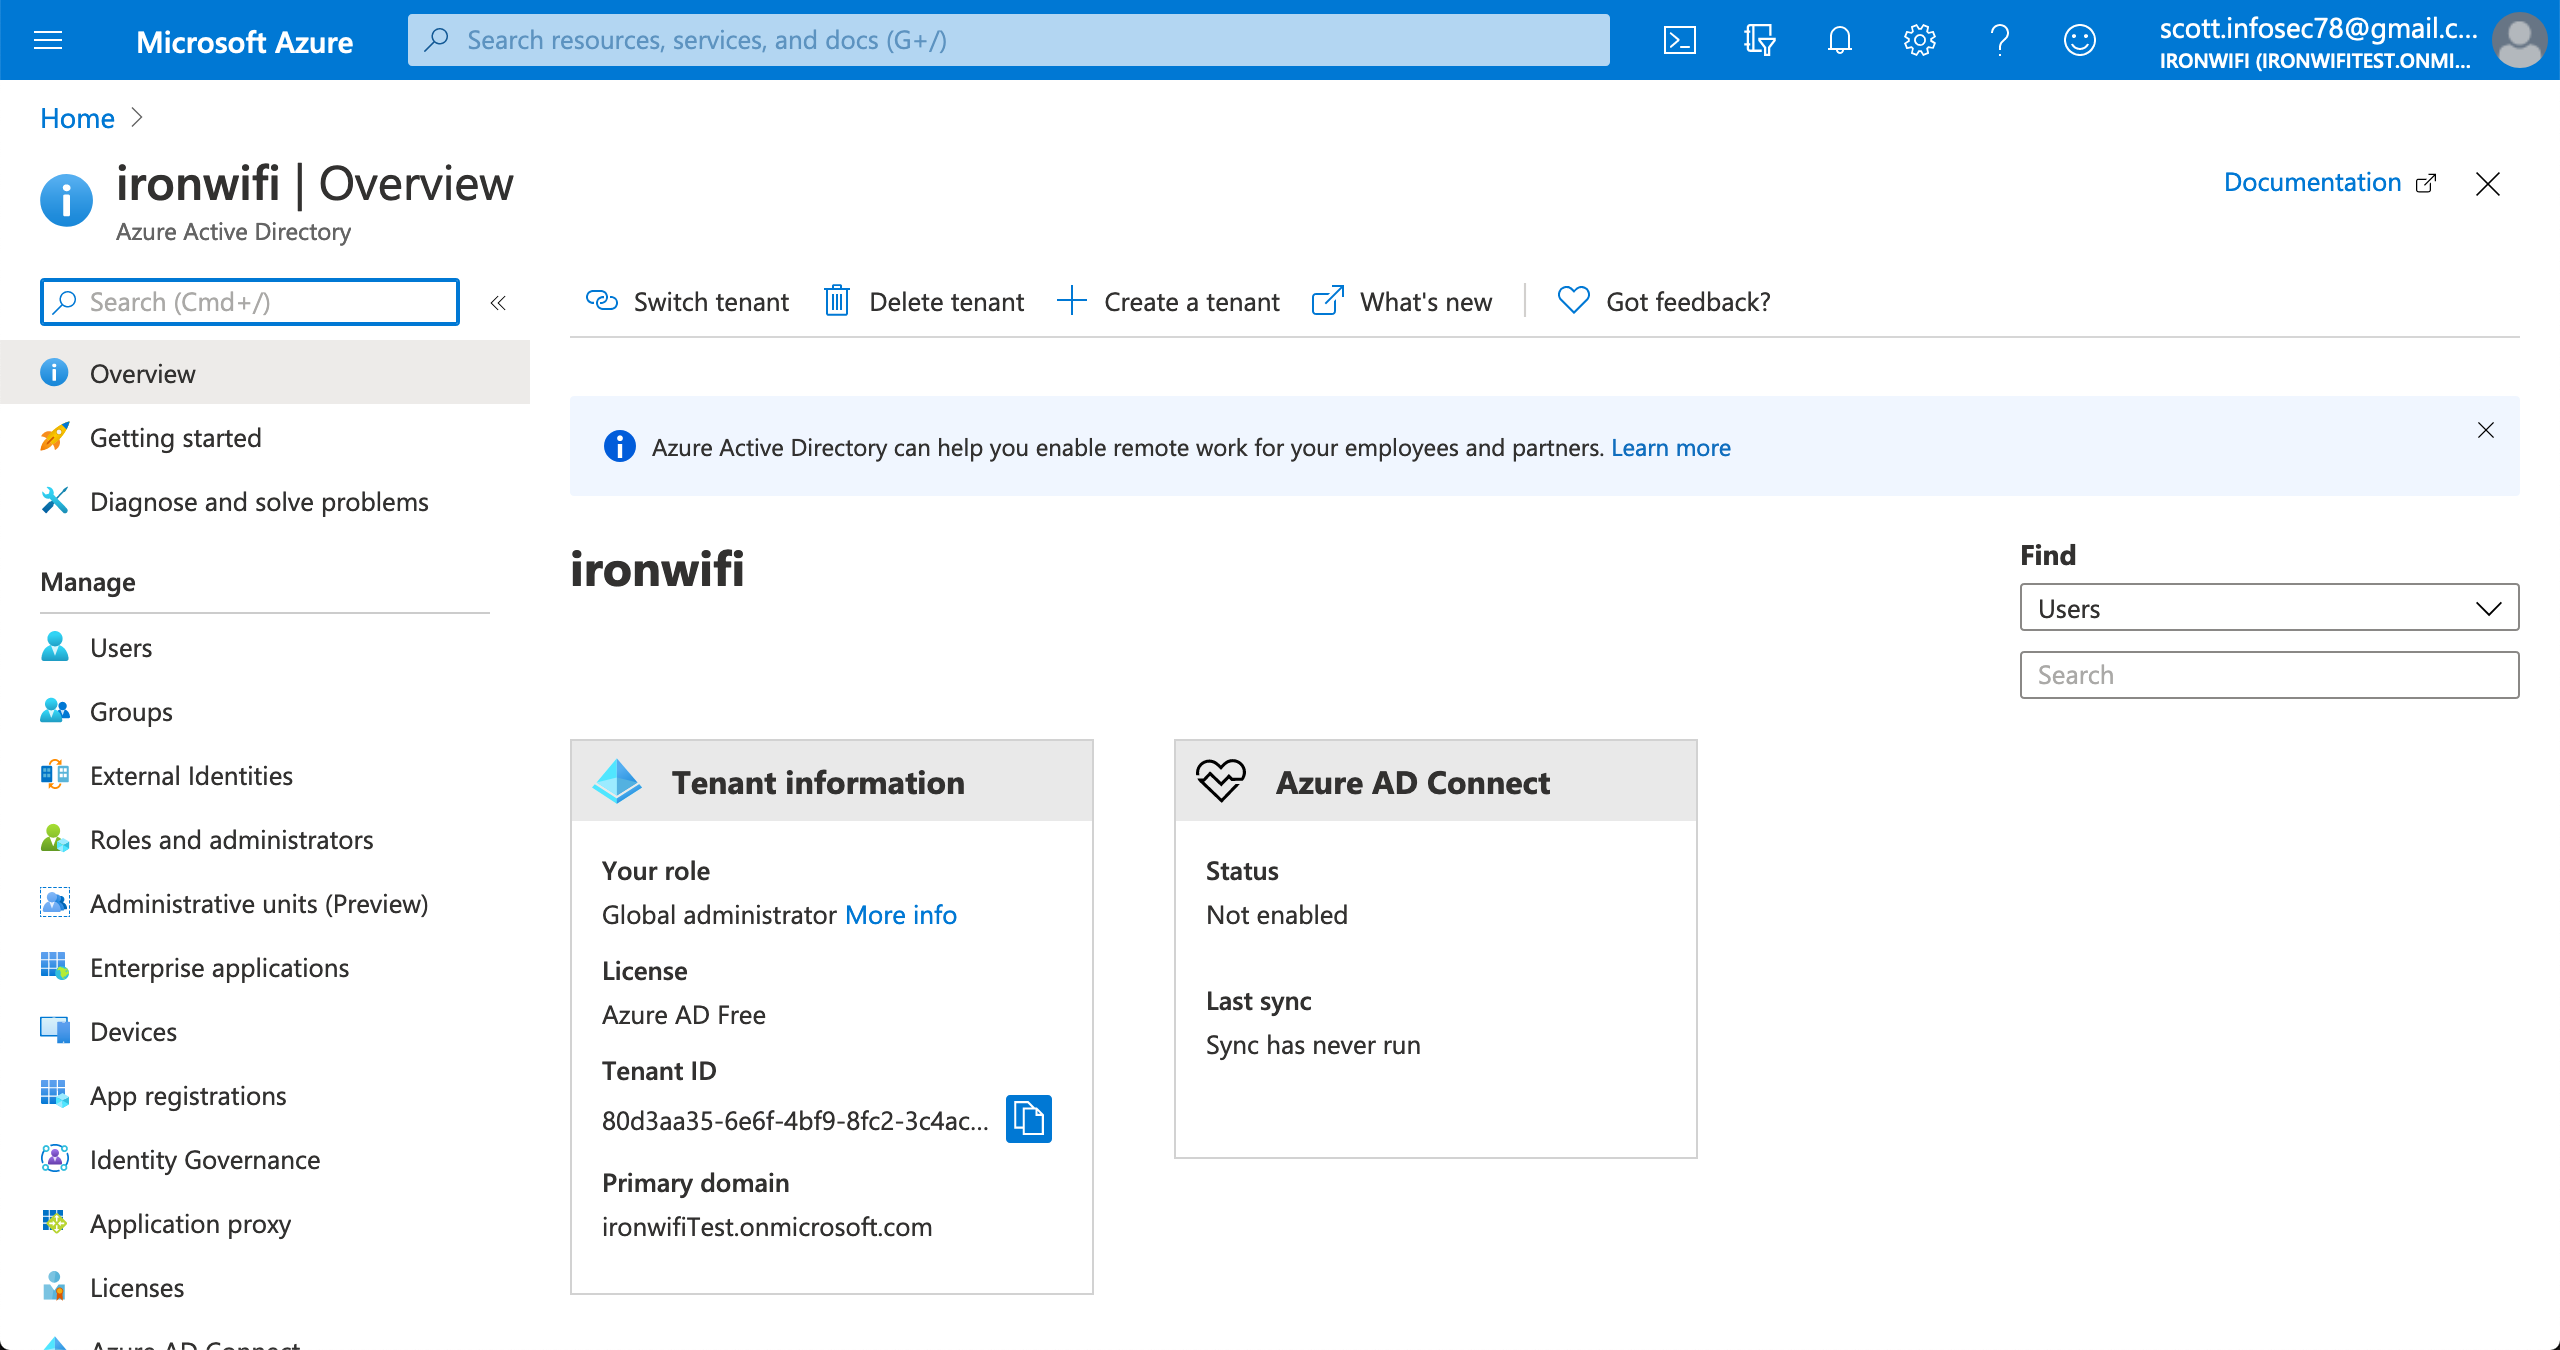 Microsoft Azure
Search resources, services, and docs (G+/)
scott.infosec78@gmail.c...
IRONWIFI (IRONWIFITEST.ONMI...
Home
ironwifi | Overview
Azure Active Directory
Documentation
Search (Cmd+/)
Switch tenant
Delete tenant
Create a tenant
What's new
Got feedback?
Overview
Getting started
Diagnose and solve problems
Manage
Users
Groups
External Identities
Roles and administrators
Administrative units (Preview)
Enterprise applications
Devices
App registrations
Identity Governance
Application proxy
Licenses
Azure AD Connect
Azure Active Directory can help you enable remote work for your employees and partners. Learn more
ironwifi
Find
Users
Search
Tenant information
Your role
Global administrator More info
License
Azure AD Free
Tenant ID
80d3aa35-6e6f-4bf9-8fc2-3c4ac...
Primary domain
ironwifiTest.onmicrosoft.com
Azure AD Connect
Status
Not enabled
Last sync
Sync has never run